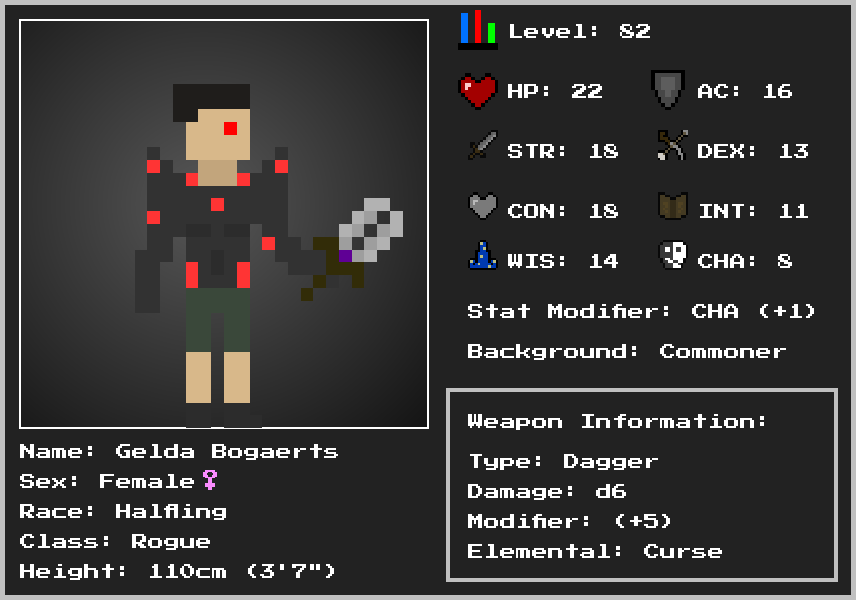 Level: 82
HP: 22
AC: 16
STR: 18
DEX: 13
CON: 18
INT: 11
WIS: 14
CHA: 8
Stat Modifier: CHA (+1)
Background: Commoner
Weapon Information:
Type: Dagger
Damage: d6
Modifier: (+5)
Elemental: Curse
Name: Gelda Bogaerts
Sex: Female♀
Race: Halfling
Class: Rogue
Height: 110cm (3'7")